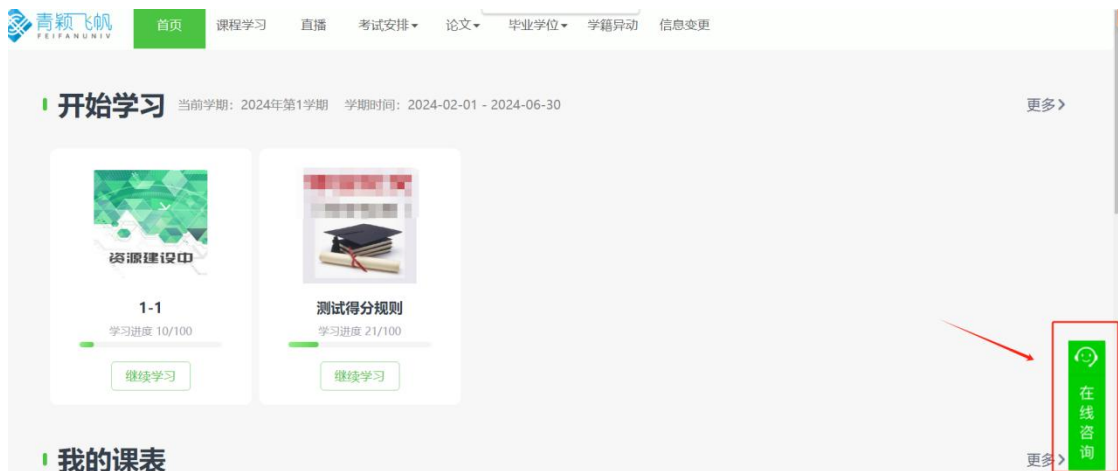 青颖飞帆
FEIFANUNIV
首页 课程学习 直播 考试安排 论文 毕业学位 学籍异动 信息变更
开始学习 当前学期：2024年第1学期 学期时间：2024-02-01 - 2024-06-30 更多
资源建设中
1-1
学习进度 10/100
继续学习
测试得分规则
学习进度 21/100
继续学习
在线咨询
我的课表 更多